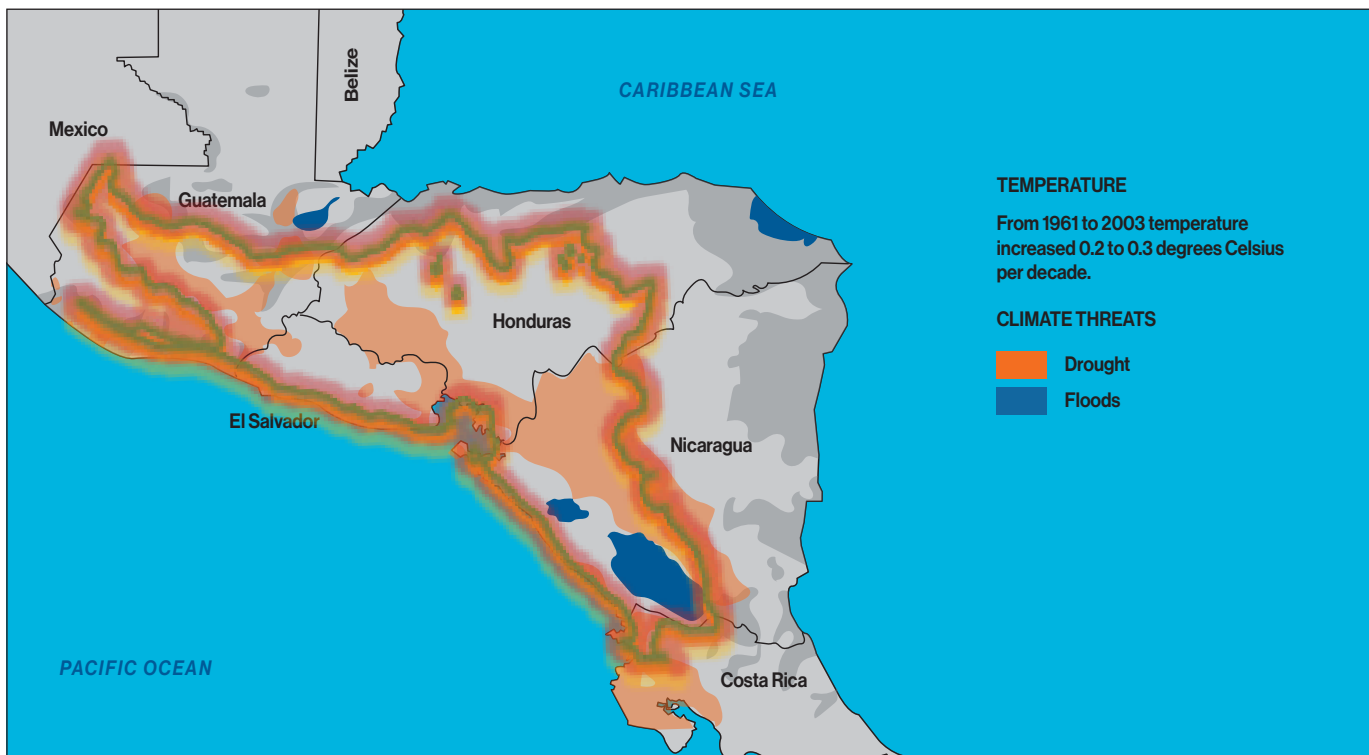 CARIBBEAN SEA
Belize
Mexico
Guatemala
Honduras
El Salvador
Nicaragua
Costa Rica
PACIFIC OCEAN
TEMPERATURE
From 1961 to 2003 temperature
increased 0.2 to 0.3 degrees Celsius
per decade.
CLIMATE THREATS
Drought
Floods